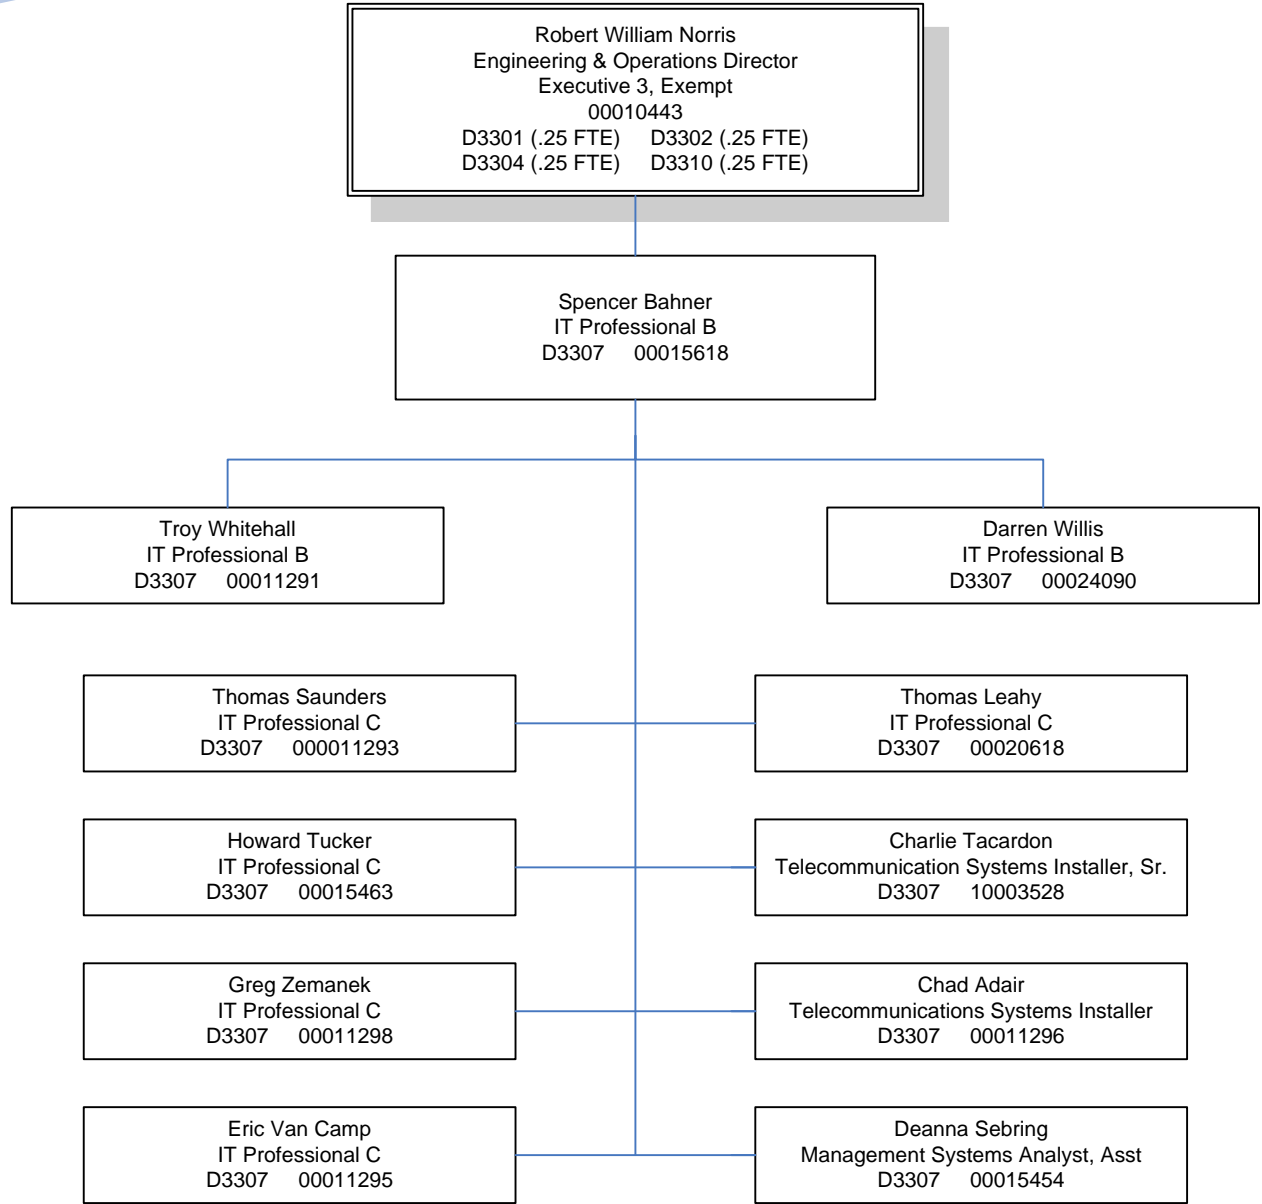 Robert William Norris
Engineering & Operations Director
Executive 3, Exempt
00010443
D3301 (.25 FTE) D3302 (.25 FTE)
D3304 (.25 FTE) D3310 (.25 FTE)
Spencer Bahner
IT Professional B
D3307 00015618
Troy Whitehall
IT Professional B
D3307 00011291
Darren Willis
IT Professional B
D3307 00024090
Thomas Saunders
IT Professional C
D3307 000011293
Thomas Leahy
IT Professional C
D3307 00020618
Howard Tucker
IT Professional C
D3307 00015463
Charlie Tacardon
Telecommunication Systems Installer, Sr.
D3307 10003528
Greg Zemanek
IT Professional C
D3307 00011298
Chad Adair
Telecommunications Systems Installer
D3307 00011296
Eric Van Camp
IT Professional C
D3307 00011295
Deanna Sebring
Management Systems Analyst, Asst
D3307 00015454